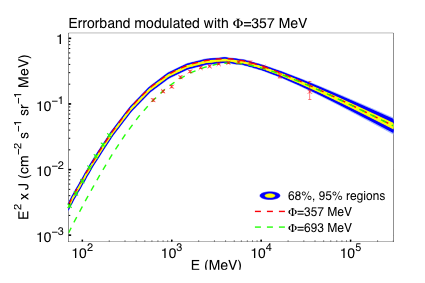 Errorband modulated with Φ=357 MeV
1
10⁻¹
10⁻²
10⁻³
E² x J (cm⁻² s⁻¹ sr⁻¹ MeV)
68%, 95% regions
Φ=357 MeV
Φ=693 MeV
10² 10³ 10⁴ 10⁵
E (MeV)